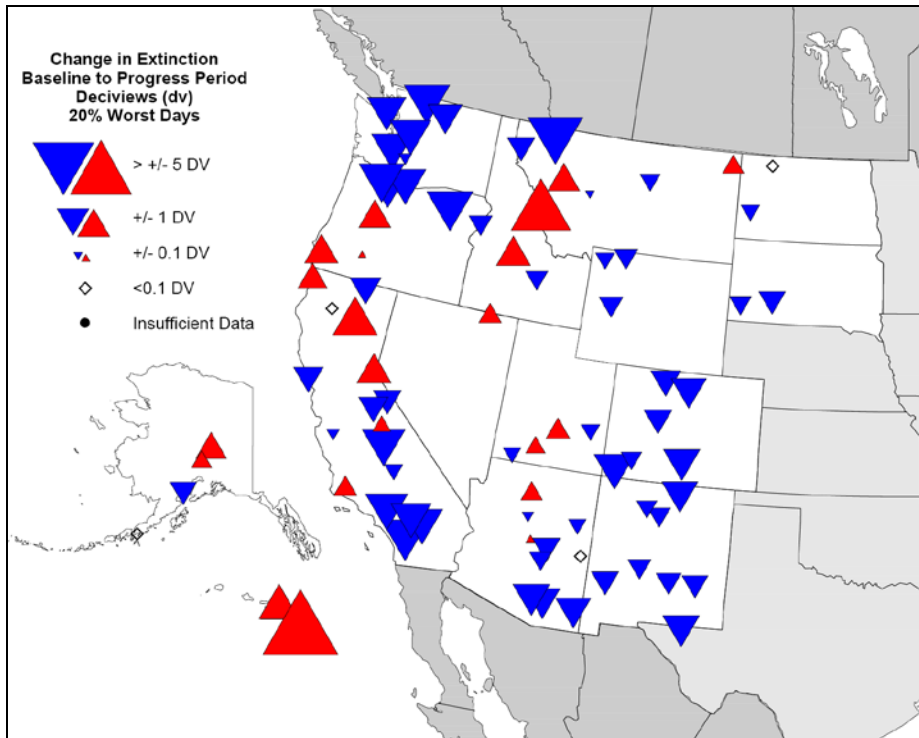 Change in Extinction
Baseline to Progress Period
Deciviews (dv)
20% Worst Days
> +/- 5 DV
+/- 1 DV
+/- 0.1 DV
<0.1 DV
Insufficient Data